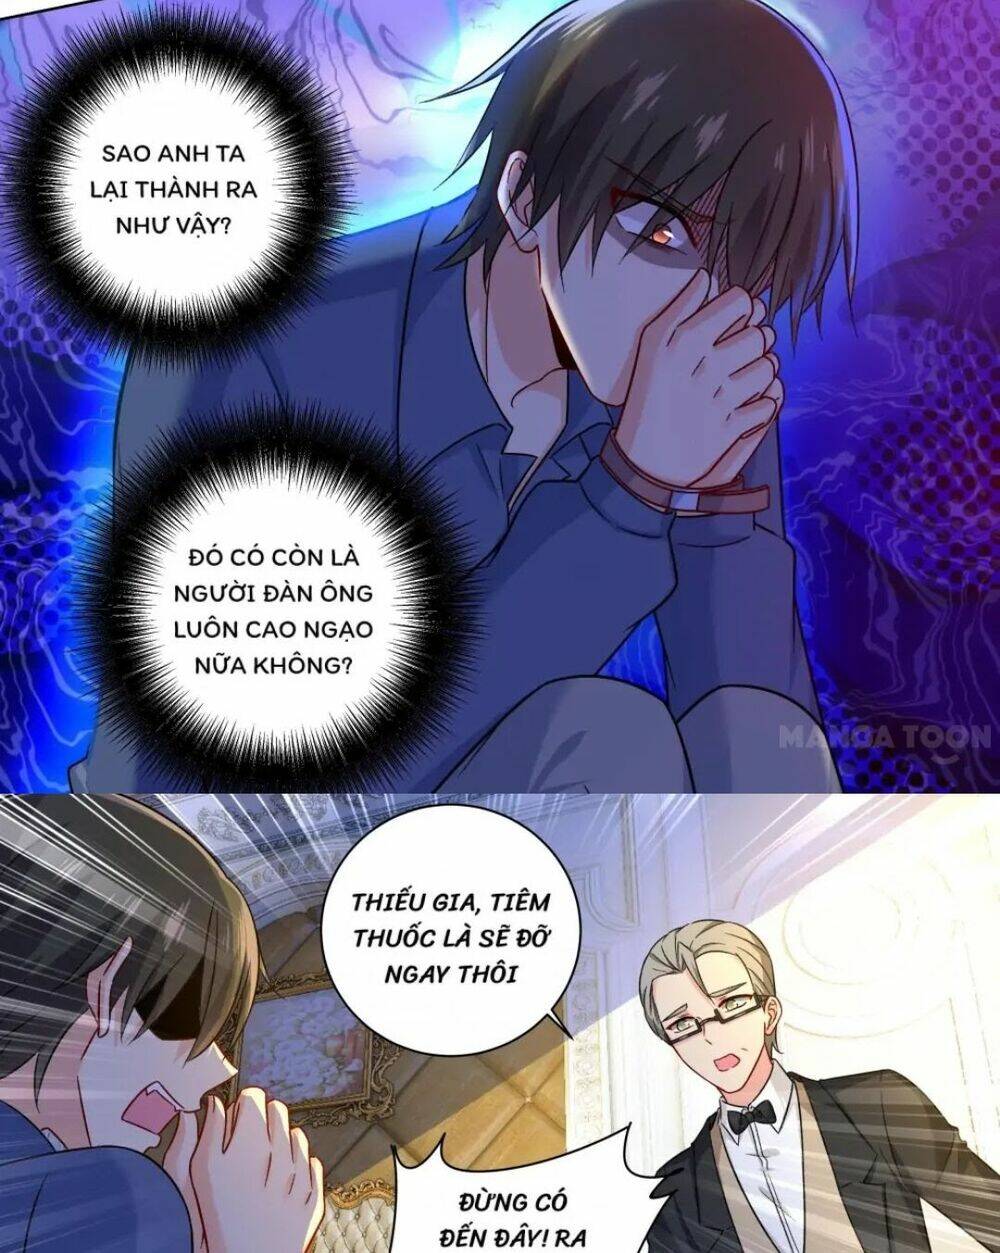 SAO ANH TA
LẠI THÀNH RA
NHƯ VẬY?
ĐÓ CÓ CÒN LÀ
NGƯỜI ĐÀN ÔNG
LUÔN CAO NGẠO
NỮA KHÔNG?
MANGA TOON
THIẾU GIA, TIÊM
THUỐC LÀ SẼ ĐỠ
NGAY THÔI
ĐỪNG CÓ
ĐẾN ĐÂY! RA